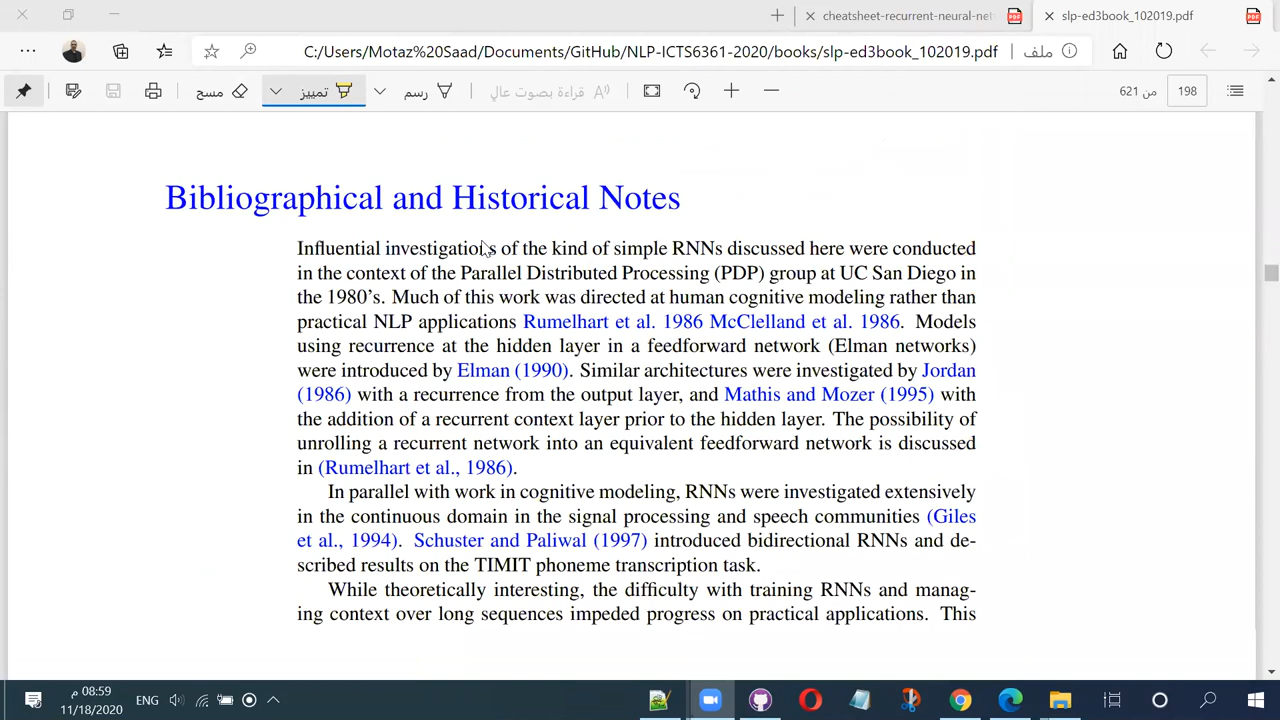 cheatsheet-recurrent-neural-net
slp-ed3book_102019.pdf
C:/Users/Motaz%20Saad/Documents/GitHub/NLP-ICTS6361-2020/books/slp-ed3book_102019.pdf
ملف
مسح
تمييز
رسم
قراءة بصوت عالٍ
من 621
198
Bibliographical and Historical Notes
Influential investigations of the kind of simple RNNs discussed here were conducted
in the context of the Parallel Distributed Processing (PDP) group at UC San Diego in
the 1980's. Much of this work was directed at human cognitive modeling rather than
practical NLP applications Rumelhart et al. 1986 McClelland et al. 1986. Models
using recurrence at the hidden layer in a feedforward network (Elman networks)
were introduced by Elman (1990). Similar architectures were investigated by Jordan
(1986) with a recurrence from the output layer, and Mathis and Mozer (1995) with
the addition of a recurrent context layer prior to the hidden layer. The possibility of
unrolling a recurrent network into an equivalent feedforward network is discussed
in (Rumelhart et al., 1986).
In parallel with work in cognitive modeling, RNNs were investigated extensively
in the continuous domain in the signal processing and speech communities (Giles
et al., 1994). Schuster and Paliwal (1997) introduced bidirectional RNNs and de-
scribed results on the TIMIT phoneme transcription task.
While theoretically interesting, the difficulty with training RNNs and manag-
ing context over long sequences impeded progress on practical applications. This
ENG
08:59 م
11/18/2020